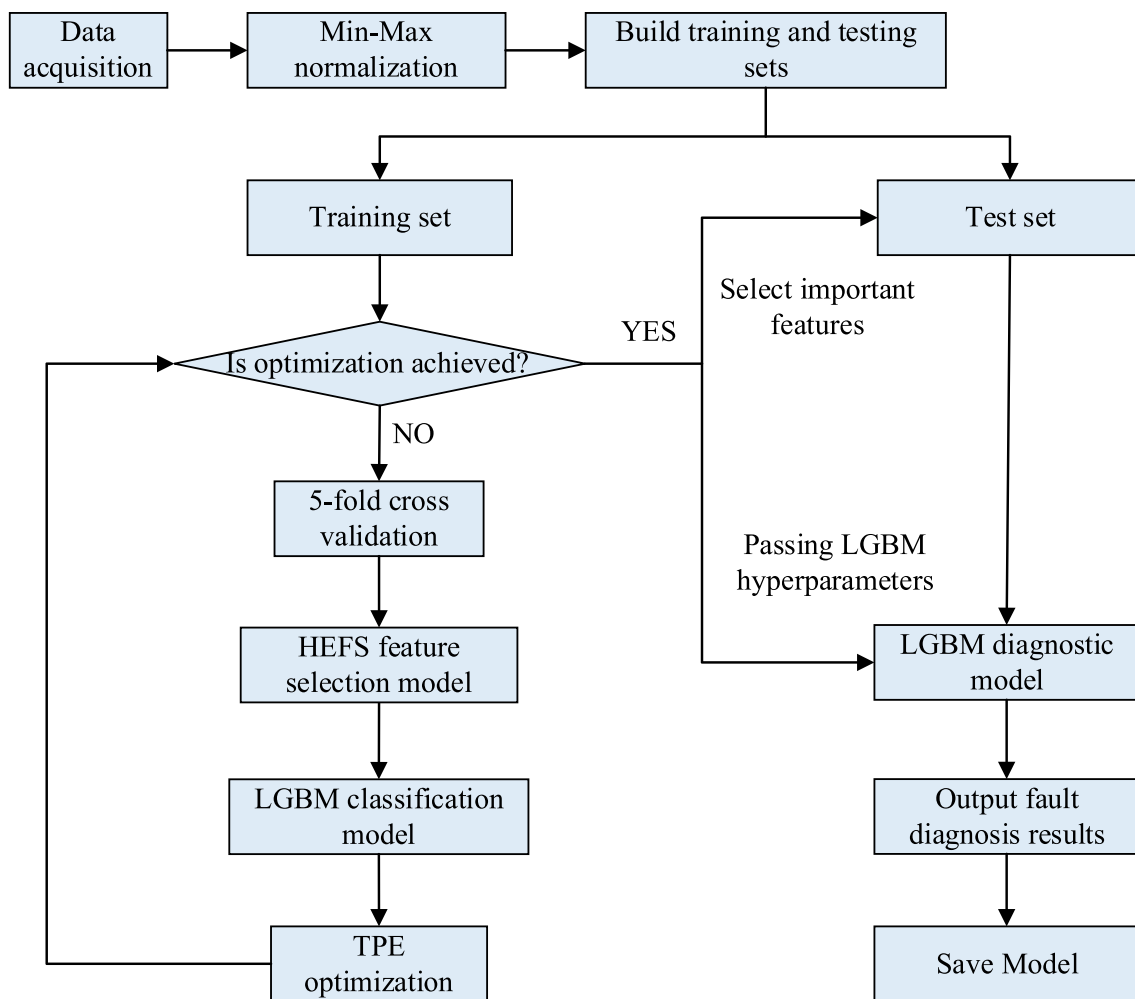 Data
acquisition
Min-Max
normalization
Build training and testing
sets
Training set
Test set
Select important
features
YES
Is optimization achieved?
NO
5-fold cross
validation
Passing LGBM
hyperparameters
HEFS feature
selection model
LGBM diagnostic
model
LGBM classification
model
Output fault
diagnosis results
TPE
optimization
Save Model